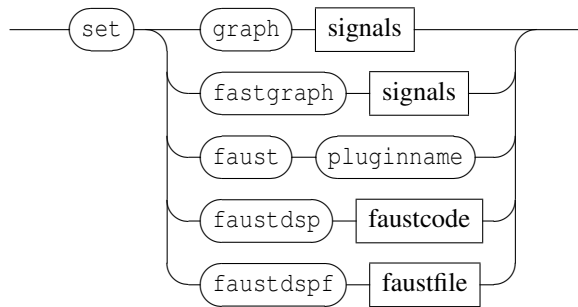 set graph signals
fastgraph signals
faust pluginname
faustdsp faustcode
faustdspf faustfile